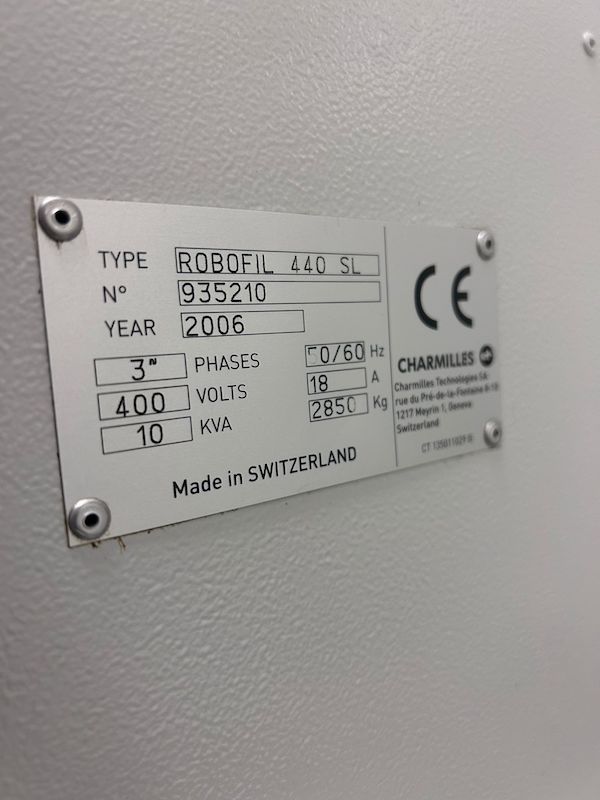 TYPE ROBOFIL 440 SL
N° 935210
YEAR 2006
3~ PHASES 50/60 Hz
400 VOLTS 18 A
10 KVA 2850 Kg
Made in SWITZERLAND
CE
CHARMILLES
Charmilles Technologies SA
rue du Pré-de-la-Fontaine 8-10
1217 Meyrin 1, Geneva
Switzerland
CT 135011029